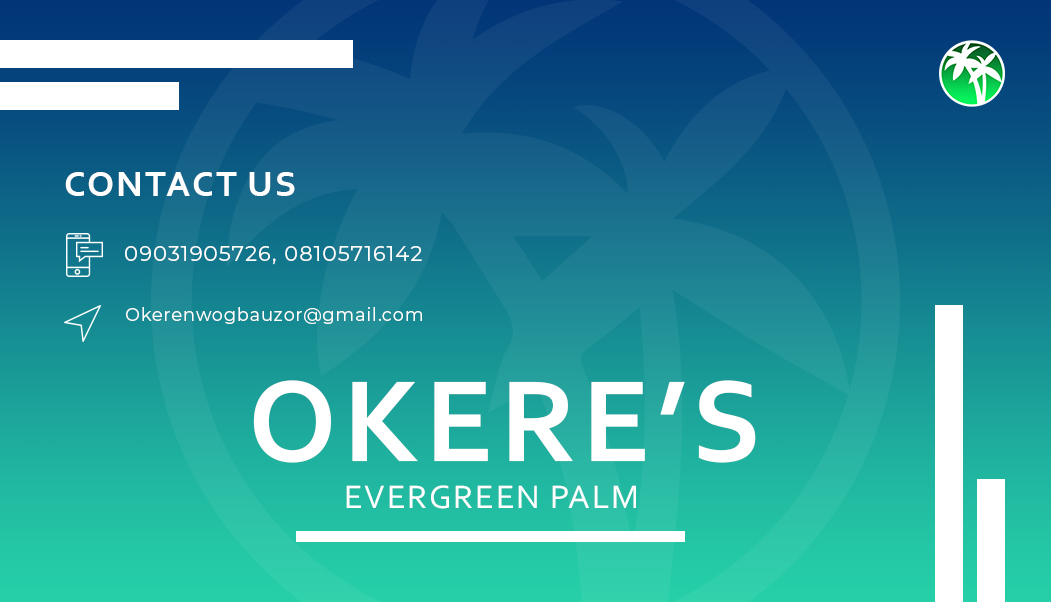 CONTACT US
09031905726, 08105716142
Okerenwogbauzor@gmail.com
OKERE'S
EVERGREEN PALM